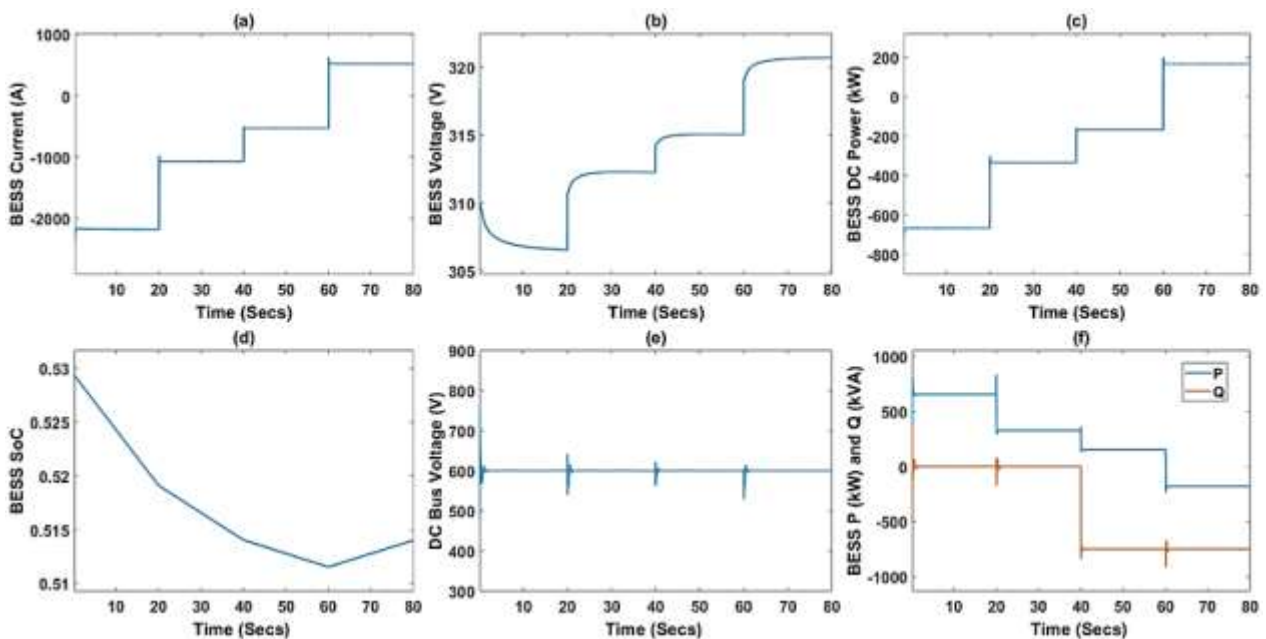 (a)
BESS Current (A)
1000
0
-1000
-2000
10 20 30 40 50 60 70 80
Time (Secs)
(b)
BESS Voltage (V)
320
315
310
305
10 20 30 40 50 60 70 80
Time (Secs)
(c)
BESS DC Power (kW)
200
0
-200
-400
-600
-800
10 20 30 40 50 60 70 80
Time (Secs)
(d)
BESS SoC
0.53
0.525
0.52
0.514
0.51
10 20 30 40 50 60 70 80
Time (Secs)
(e)
DC Bus Voltage (V)
900
800
700
600
500
400
300
10 20 30 40 50 60 70 80
Time (Secs)
(f)
BESS P (kW) and Q (kVA)
1000
500
0
-500
-1000
P
Q
10 20 30 40 50 60 70 80
Time (Secs)